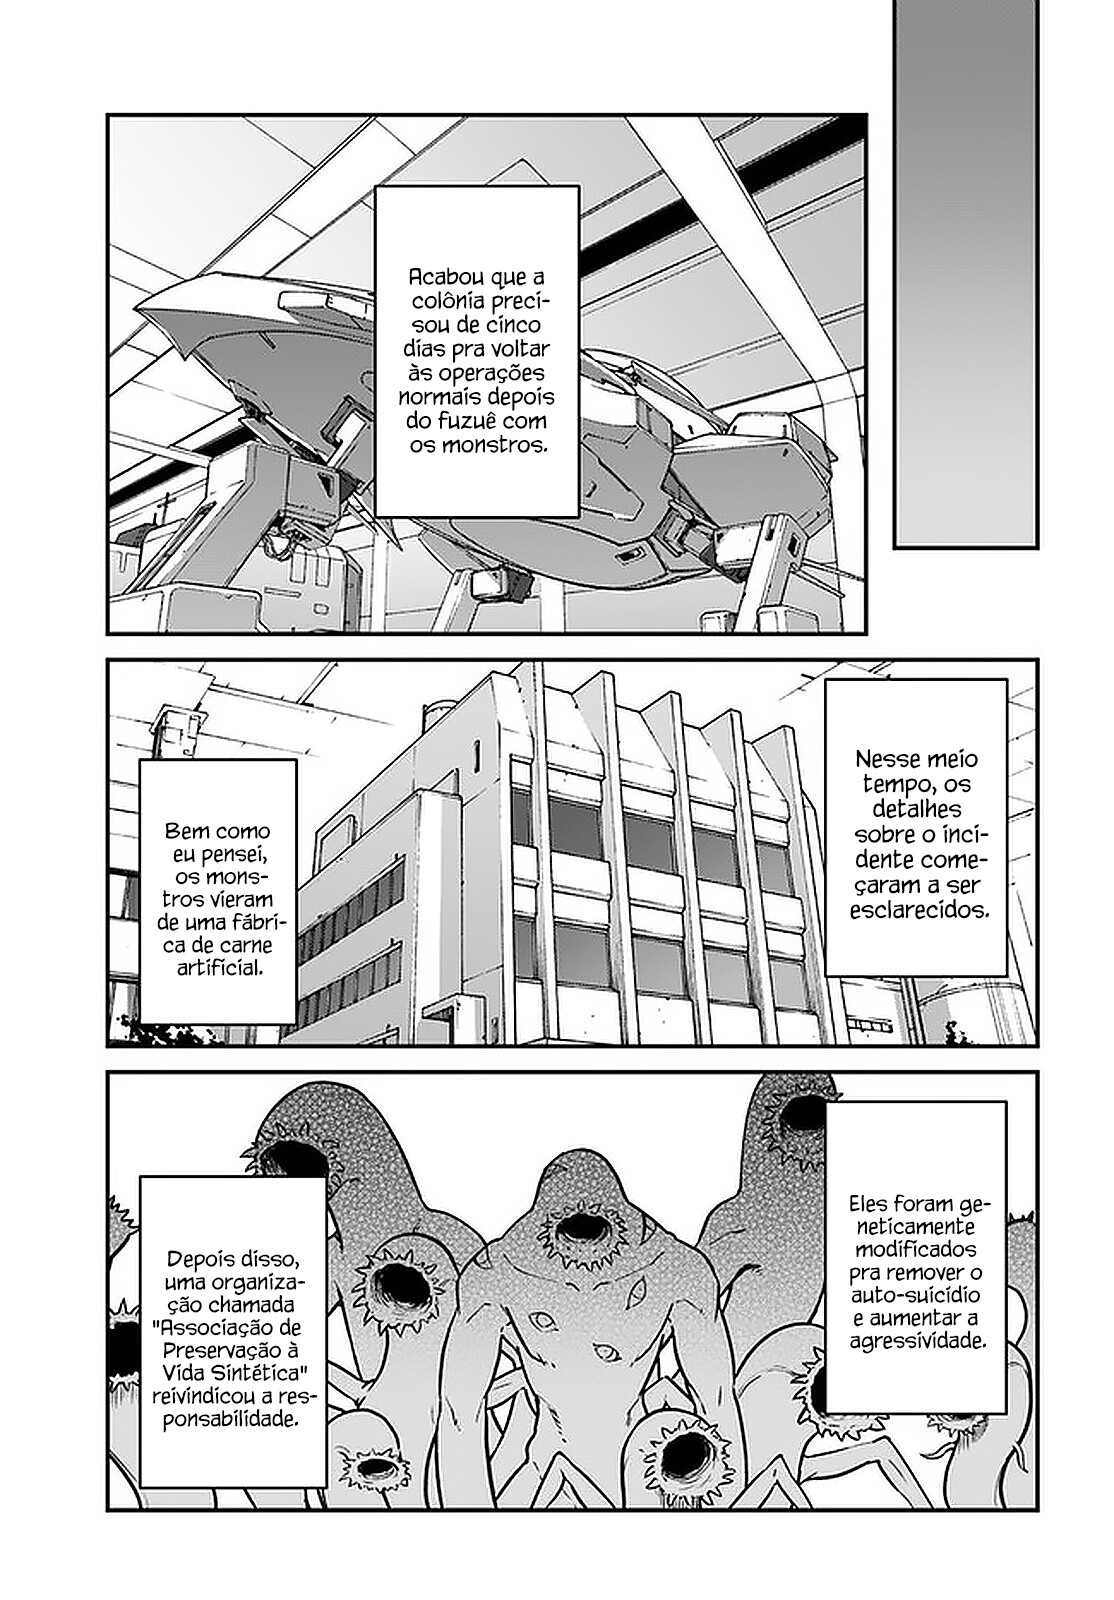 Acabou que a
colônia preci-
sou de cinco
dias pra voltar
às operações
normais depois
do fuzuê com
os monstros.
Nesse meio
tempo, os
detalhes
sobre o inci-
dente come-
çaram a ser
esclarecidos.
Bem como
eu pensei,
os mons-
tros vieram
de uma fábri-
ca de carne
artificial.
Eles foram ge-
neticamente
modificados
pra remover o
auto-suicídio
e aumentar a
agressividade.
Depois disso,
uma organiza-
ção chamada
"Associação de
Preservação à
Vida Sintética"
reivindicou a res-
ponsabilidade.